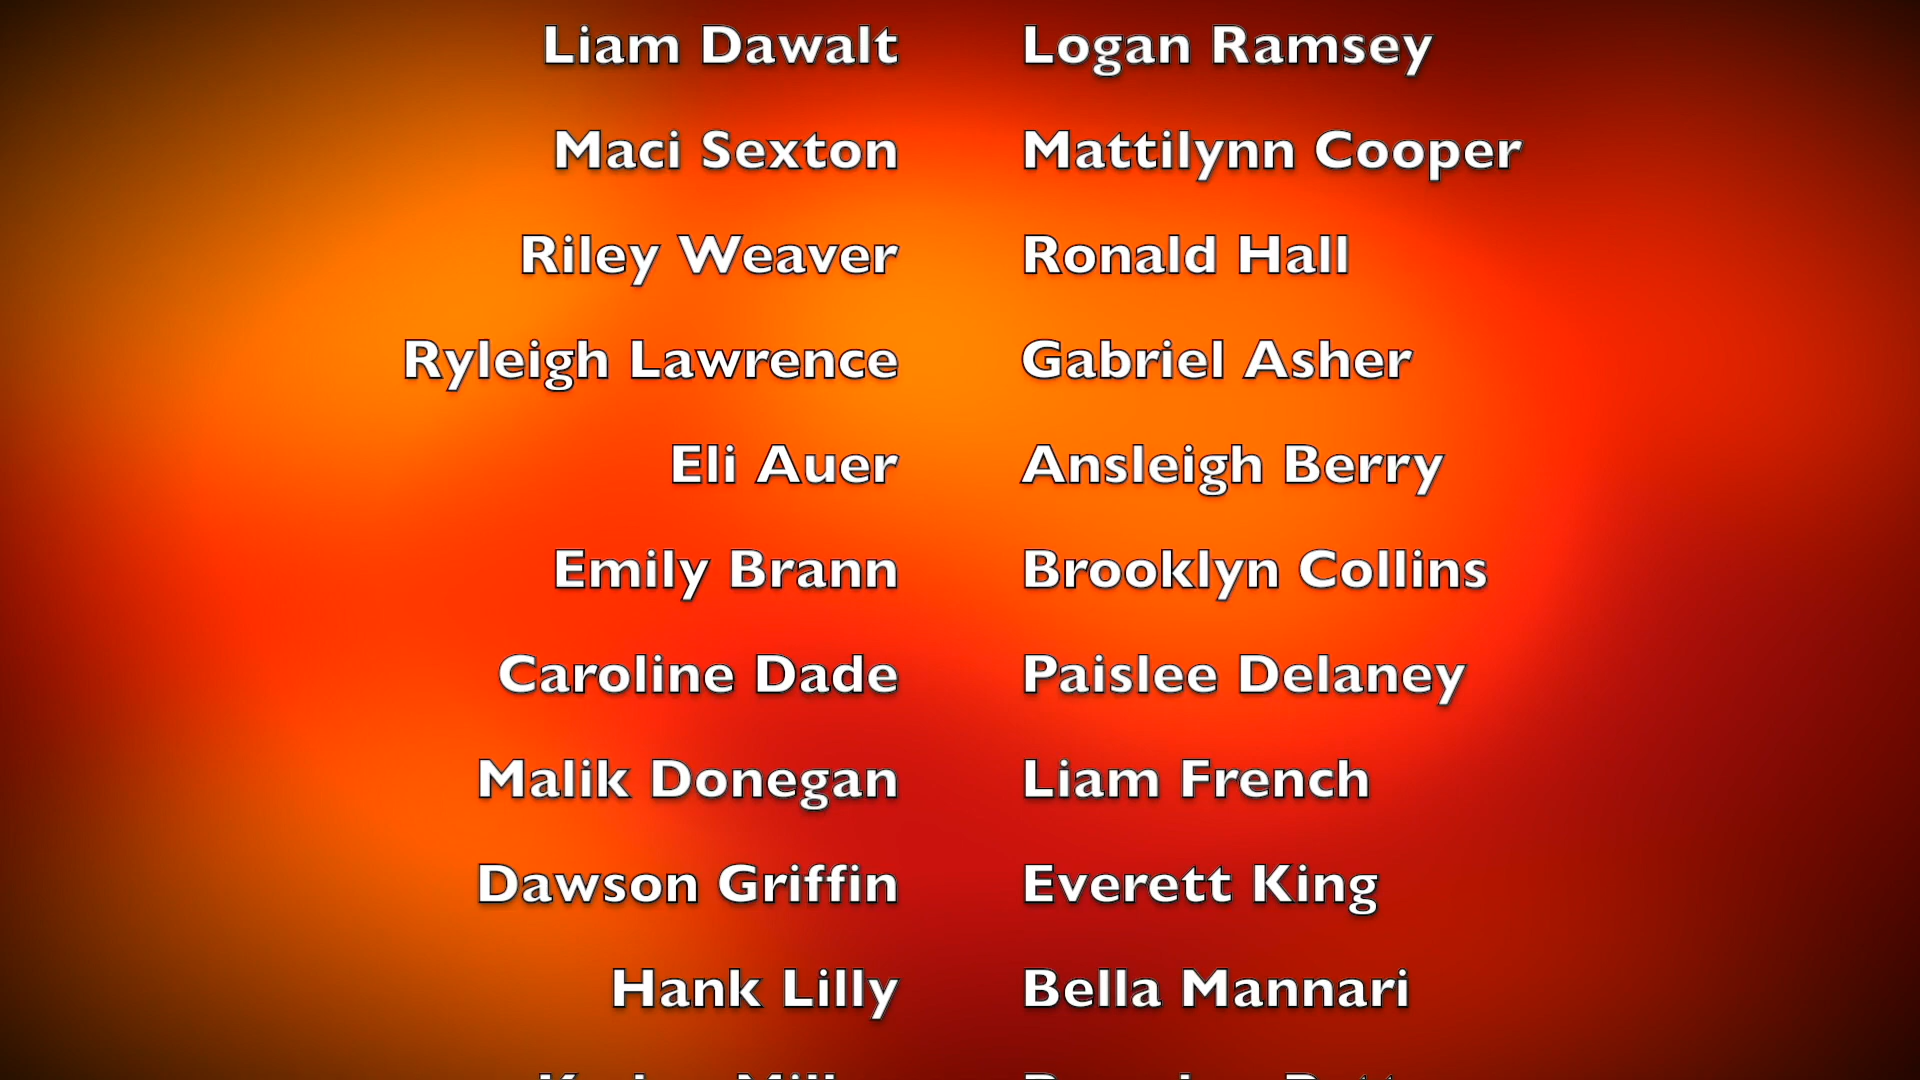 Liam Dawalt Logan Ramsey
Maci Sexton Mattilynn Cooper
Riley Weaver Ronald Hall
Ryleigh Lawrence Gabriel Asher
Eli Auer Ansleigh Berry
Emily Brann Brooklyn Collins
Caroline Dade Paislee Delaney
Malik Donegan Liam French
Dawson Griffin Everett King
Hank Lilly Bella Mannari